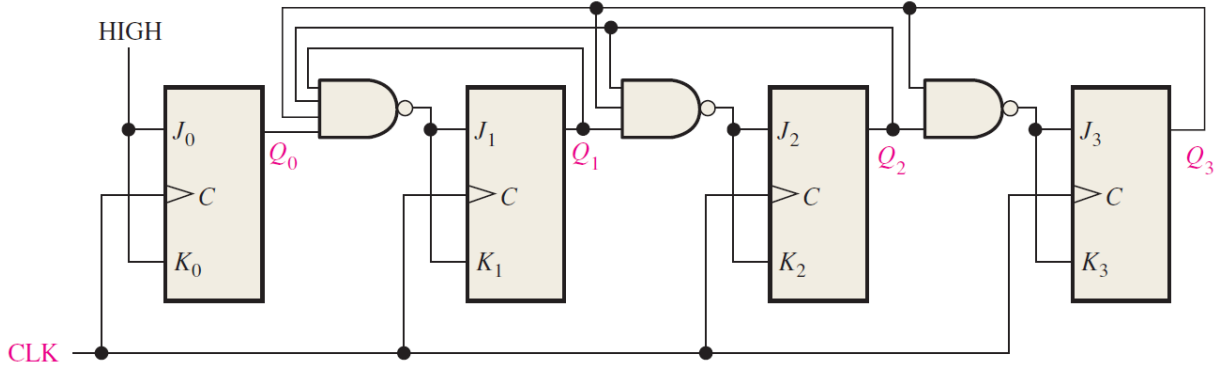 HIGH
J₀ J₁ J₂ J₃
Q₀ Q₁ Q₂ Q₃
C C C C
K₀ K₁ K₂ K₃
CLK